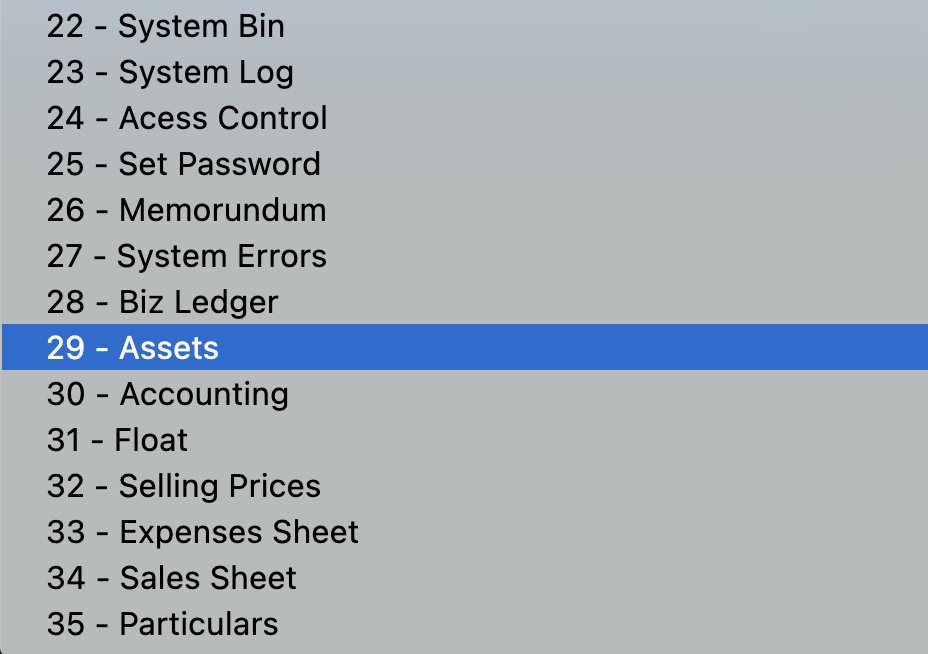 22 - System Bin
23 - System Log
24 - Acess Control
25 - Set Password
26 - Memorundum
27 - System Errors
28 - Biz Ledger
29 - Assets
30 - Accounting
31 - Float
32 - Selling Prices
33 - Expenses Sheet
34 - Sales Sheet
35 - Particulars